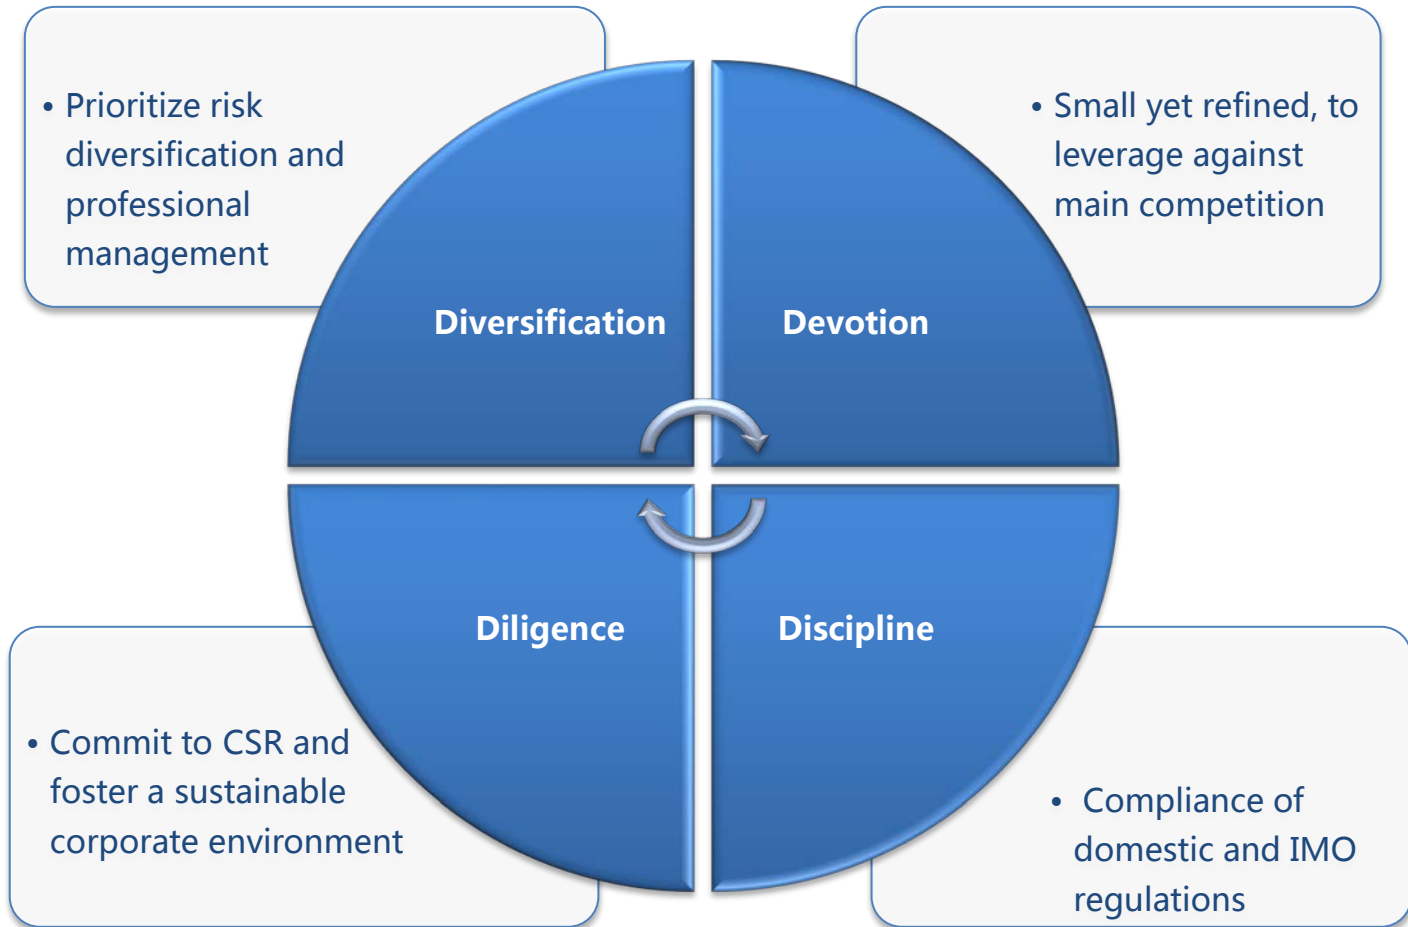 • Prioritize risk
diversification and
professional
management
• Small yet refined, to
leverage against
main competition
Diversification
Devotion
Diligence
Discipline
• Commit to CSR and
foster a sustainable
corporate environment
• Compliance of
domestic and IMO
regulations